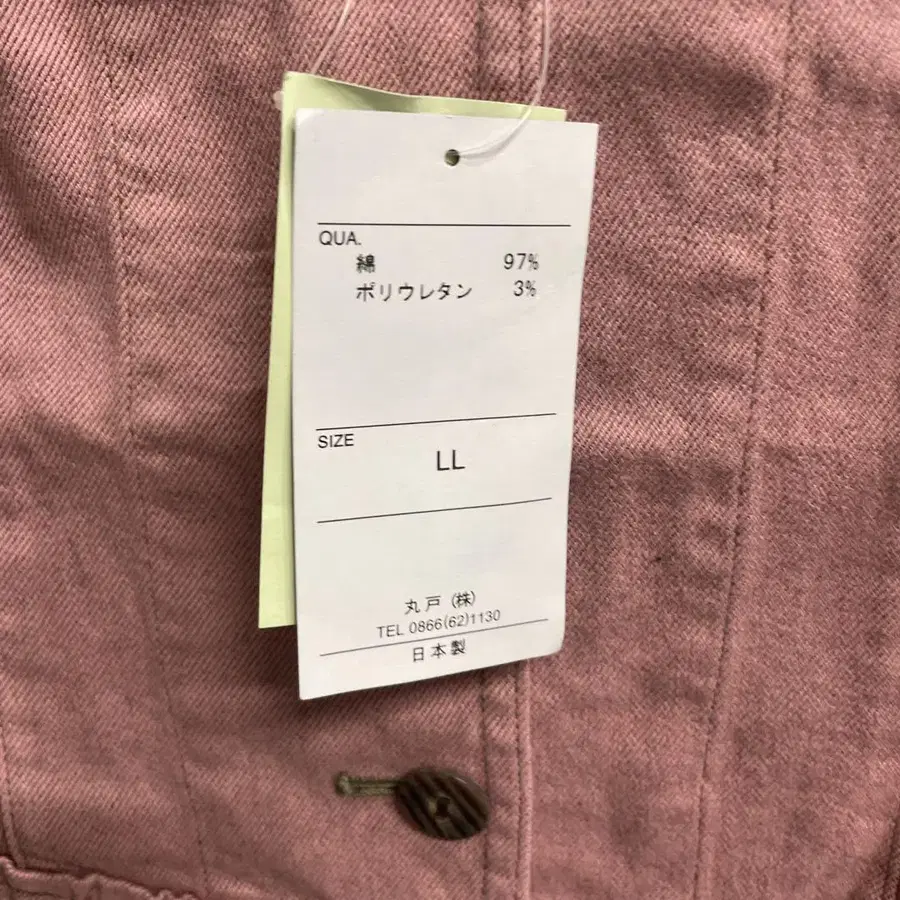 QUA.
綿 97%
ポリウレタン 3%
SIZE
LL
丸戸 (株)
TEL 0866(62)1130
日本製